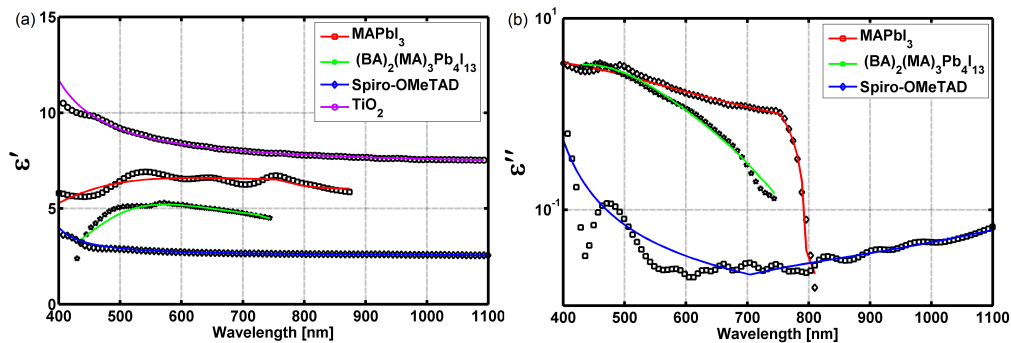 (a)
15
10
5
0
ε′
400 500 600 700 800 900 1000 1100
Wavelength [nm]
MAPbI₃
(BA)₂(MA)₃Pb₄I₁₃
Spiro-OMeTAD
TiO₂
(b)
10¹
10⁻¹
ε″
400 500 600 700 800 900 1000 1100
Wavelength [nm]
MAPbI₃
(BA)₂(MA)₃Pb₄I₁₃
Spiro-OMeTAD